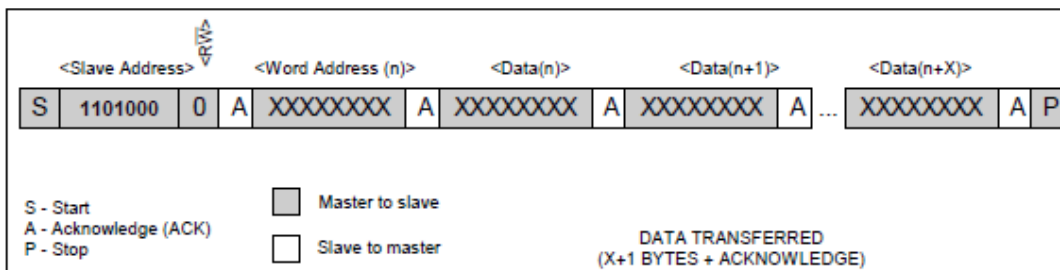 <RW>
<Slave Address> <Word Address (n)> <Data(n)> <Data(n+1)> <Data(n+X)>
S 1101000 0 A XXXXXXXX A XXXXXXXX A XXXXXXXX A ... XXXXXXXX A P
S - Start
A - Acknowledge (ACK)
P - Stop
Master to slave
Slave to master
DATA TRANSFERRED
(X+1 BYTES + ACKNOWLEDGE)